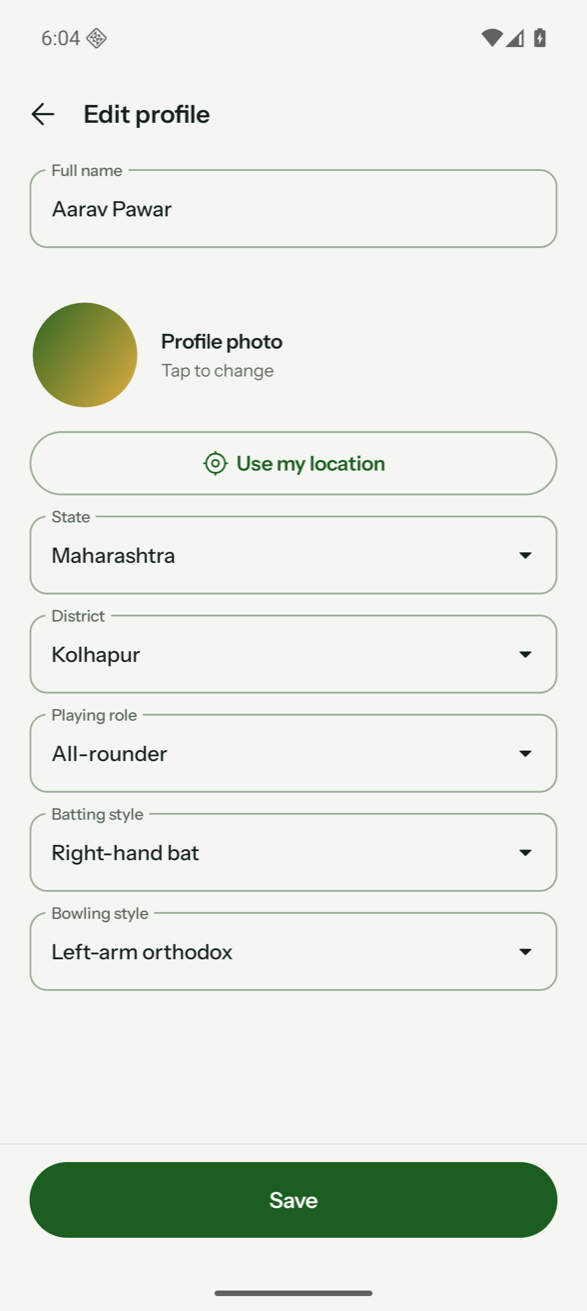 6:04
Edit profile
Full name
Aarav Pawar
Profile photo
Tap to change
Use my location
State
Maharashtra
District
Kolhapur
Playing role
All-rounder
Batting style
Right-hand bat
Bowling style
Left-arm orthodox
Save